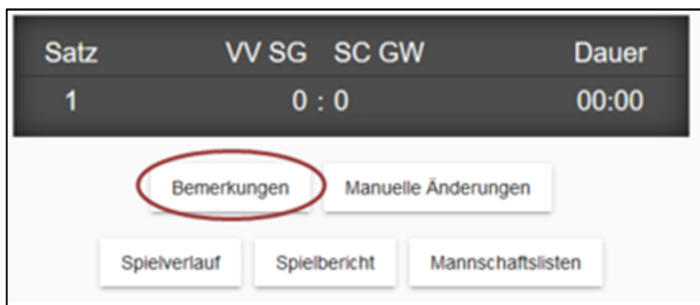 Satz VV SG SC GW Dauer
1 0 : 0 00:00
Bemerkungen Manuelle Änderungen
Spielverlauf Spielbericht Mannschaftslisten